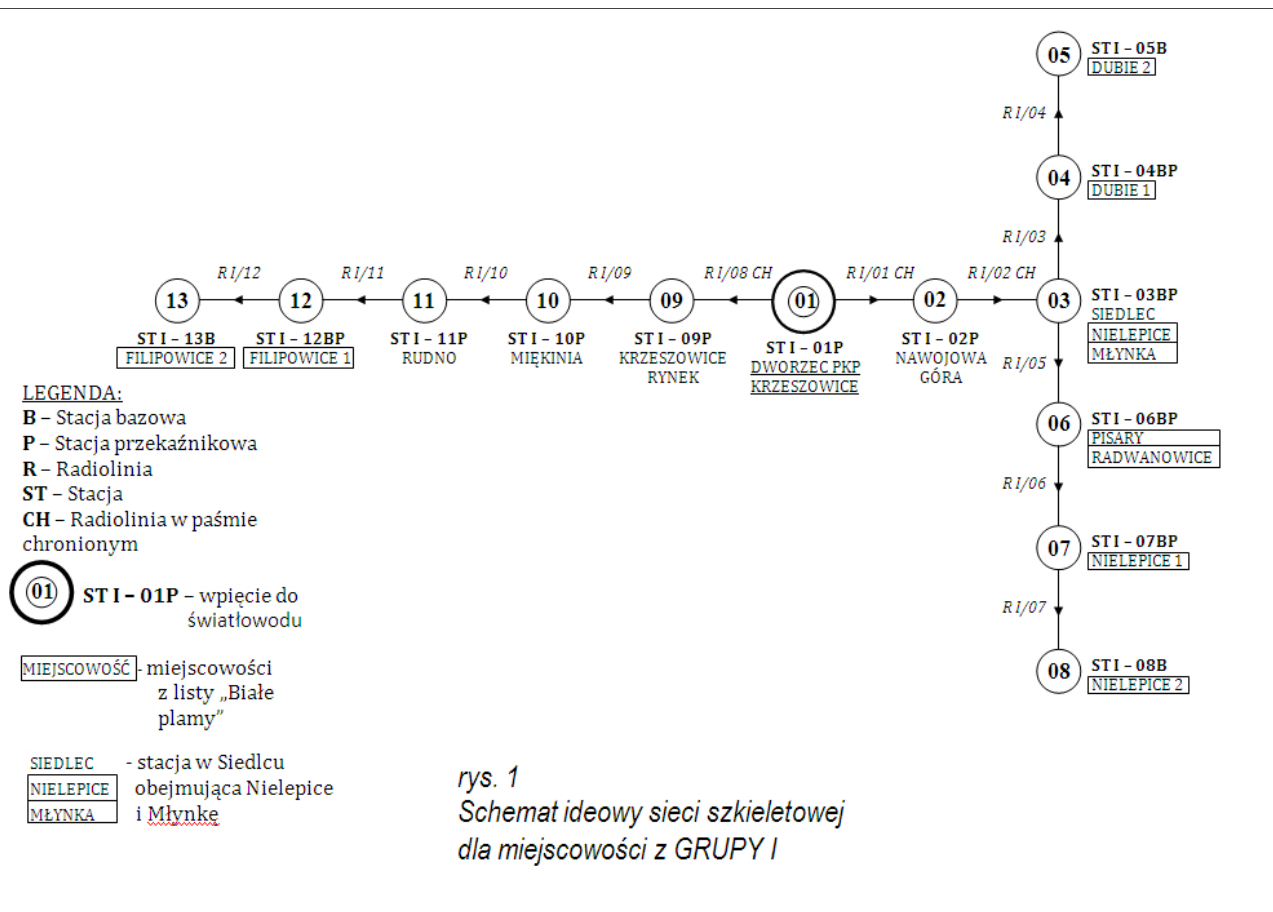 05
ST I – 05B
DUBIE 2
R I/04
04
ST I – 04BP
DUBIE 1
R I/03
R I/12
R I/11
R I/10
R I/09
R I/08 CH
R I/01 CH
R I/02 CH
13
12
11
10
09
01
02
03
ST I – 13B
FILIPOWICE 2
ST I – 12BP
FILIPOWICE 1
ST I – 11P
RUDNO
ST I – 10P
MIĘKINIA
ST I – 09P
KRZESZOWICE
RYNEK
ST I – 01P
DWORZEC PKP
KRZESZOWICE
ST I – 02P
NAWOJOWA
GÓRA
ST I – 03BP
SIEDLEC
NIELEPICE
MŁYNKA
R I/05
06
ST I – 06BP
PISARY
RADWANOWICE
R I/06
07
ST I – 07BP
NIELEPICE 1
R I/07
08
ST I – 08B
NIELEPICE 2
LEGENDA:
B – Stacja bazowa
P – Stacja przekaźnikowa
R – Radiolinia
ST – Stacja
CH – Radiolinia w paśmie
chronionym
01
ST I – 01P – wpięcie do
światłowodu
MIEJSCOWOŚĆ - miejscowości
z listy „Białe
plamy”
SIEDLEC - stacja w Siedlcu
NIELEPICE obejmująca Nielepice
MŁYNKA i Młynkę
rys. 1
Schemat ideowy sieci szkieletowej
dla miejscowości z GRUPY I